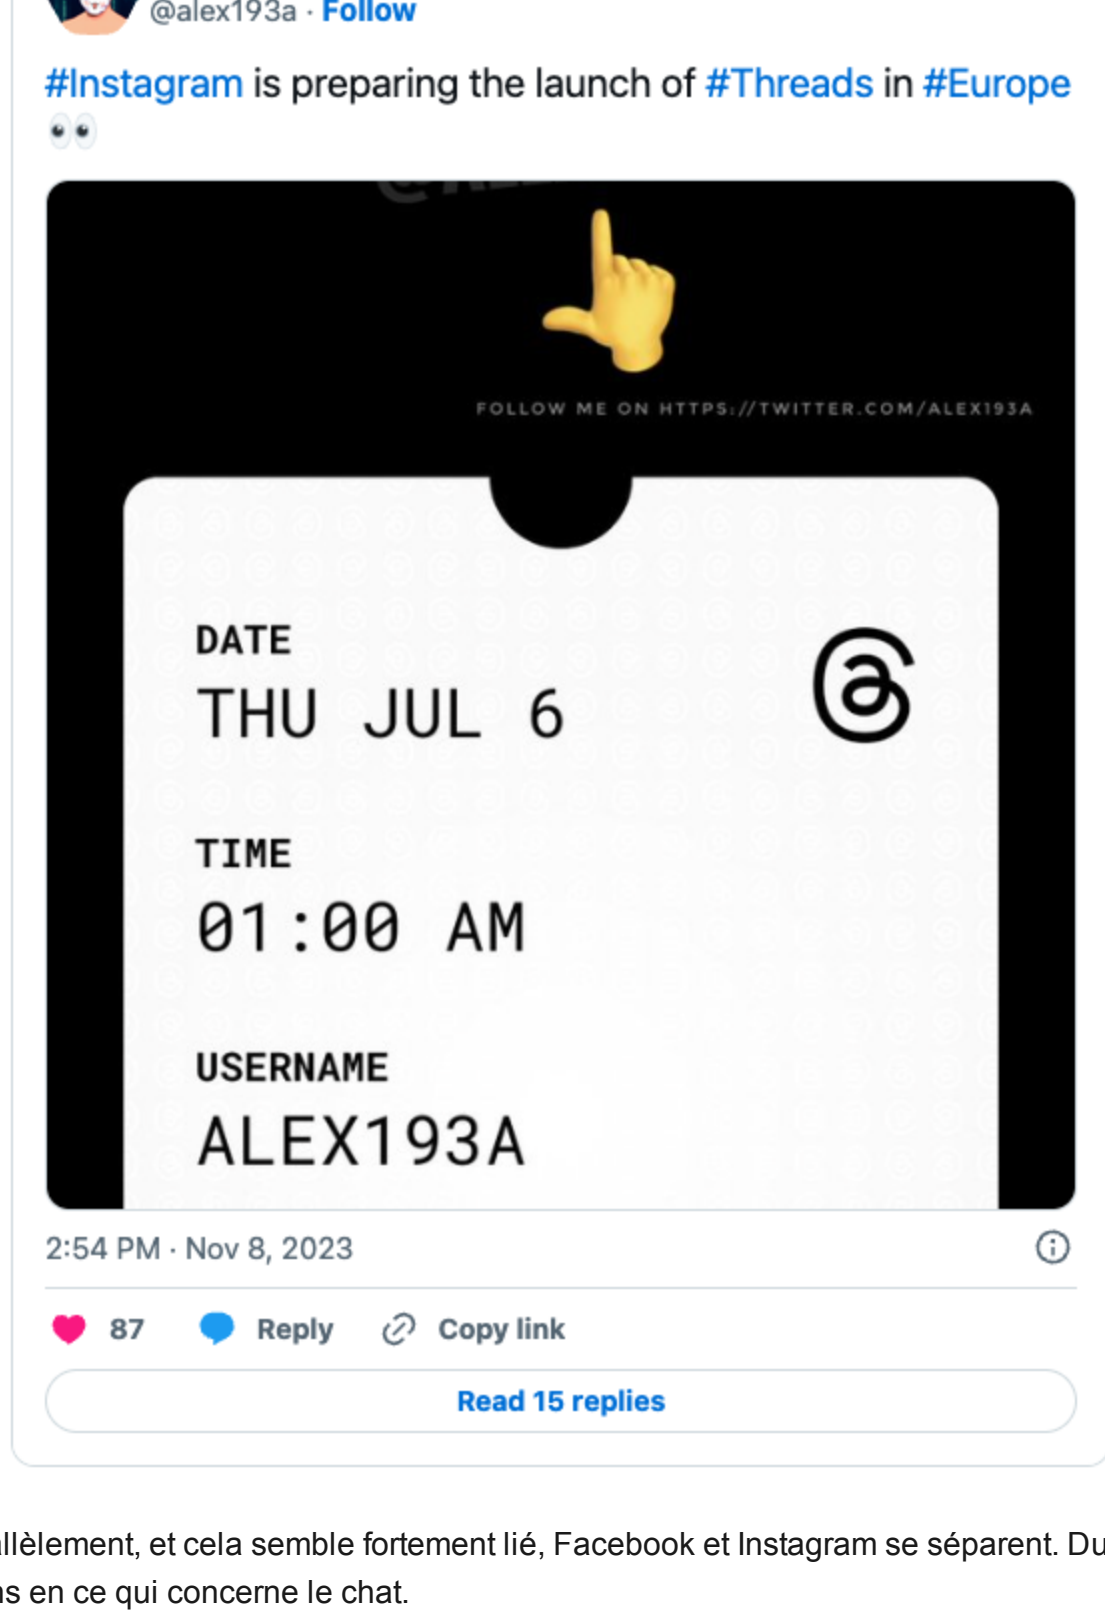 @alex193a · Follow
#Instagram is preparing the launch of #Threads in #Europe
👀
FOLLOW ME ON HTTPS://TWITTER.COM/ALEX193A
DATE
THU JUL 6
TIME
01:00 AM
USERNAME
ALEX193A
2:54 PM · Nov 8, 2023
87 Reply Copy link
Read 15 replies
et cela semble fortement lié, Facebook et Instagram se séparent. Du
en ce qui concerne le chat.